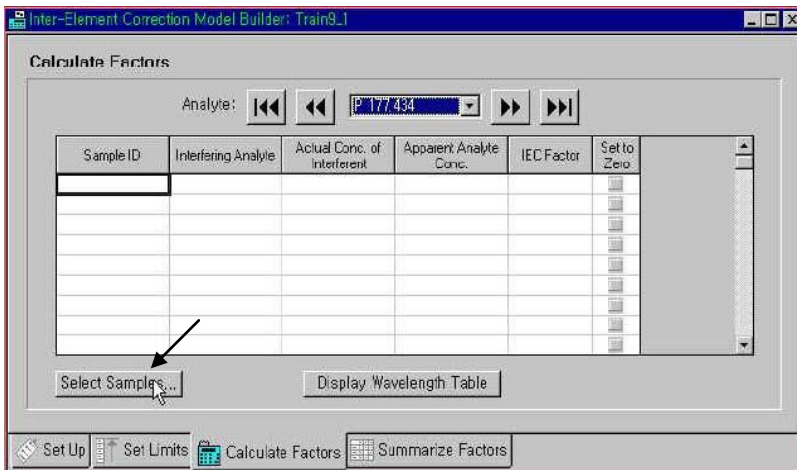 Inter-Element Correction Model Builder: Train9_1
Calculate Factors
Analyte: P 177.434
Sample ID Interfering Analyte Actual Conc. of Interferent Apparent Analyte Conc. IEC Factor Set to Zero
Select Samples... Display Wavelength Table
Set Up Set Limits Calculate Factors Summarize Factors